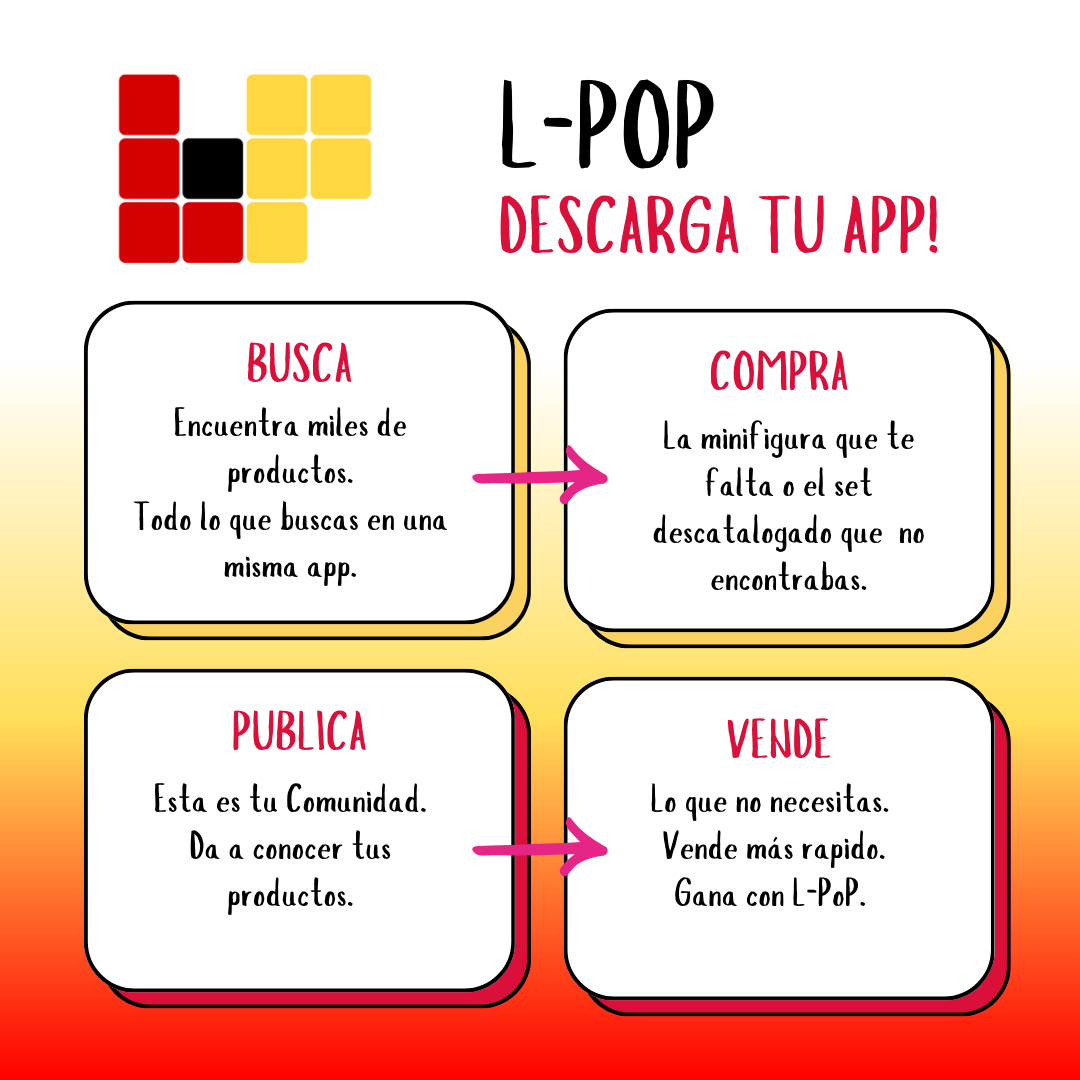 L-POP
DESCARGA TU APP!
BUSCA
Encuentra miles de
productos.
Todo lo que buscas en una
misma app.
COMPRA
La minifigura que te
falta o el set
descatalogado que no
encontrabas.
PUBLICA
Esta es tu Comunidad.
Da a conocer tus
productos.
VENDE
Lo que no necesitas.
Vende más rapido.
Gana con L-PoP.